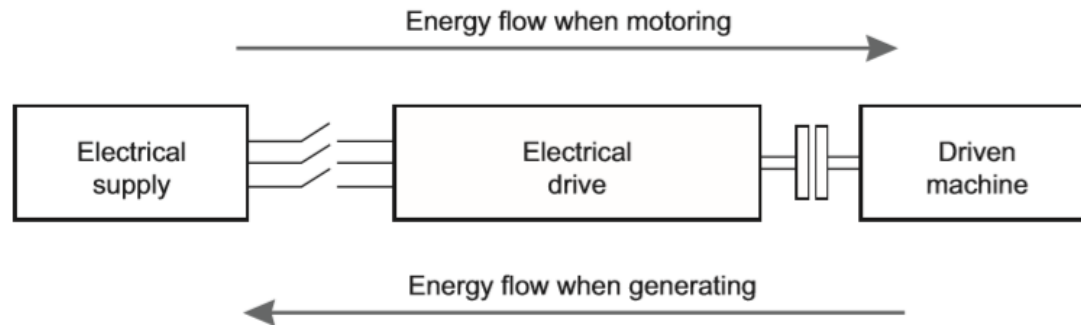 Energy flow when motoring
Electrical
supply
Electrical
drive
Driven
machine
Energy flow when generating